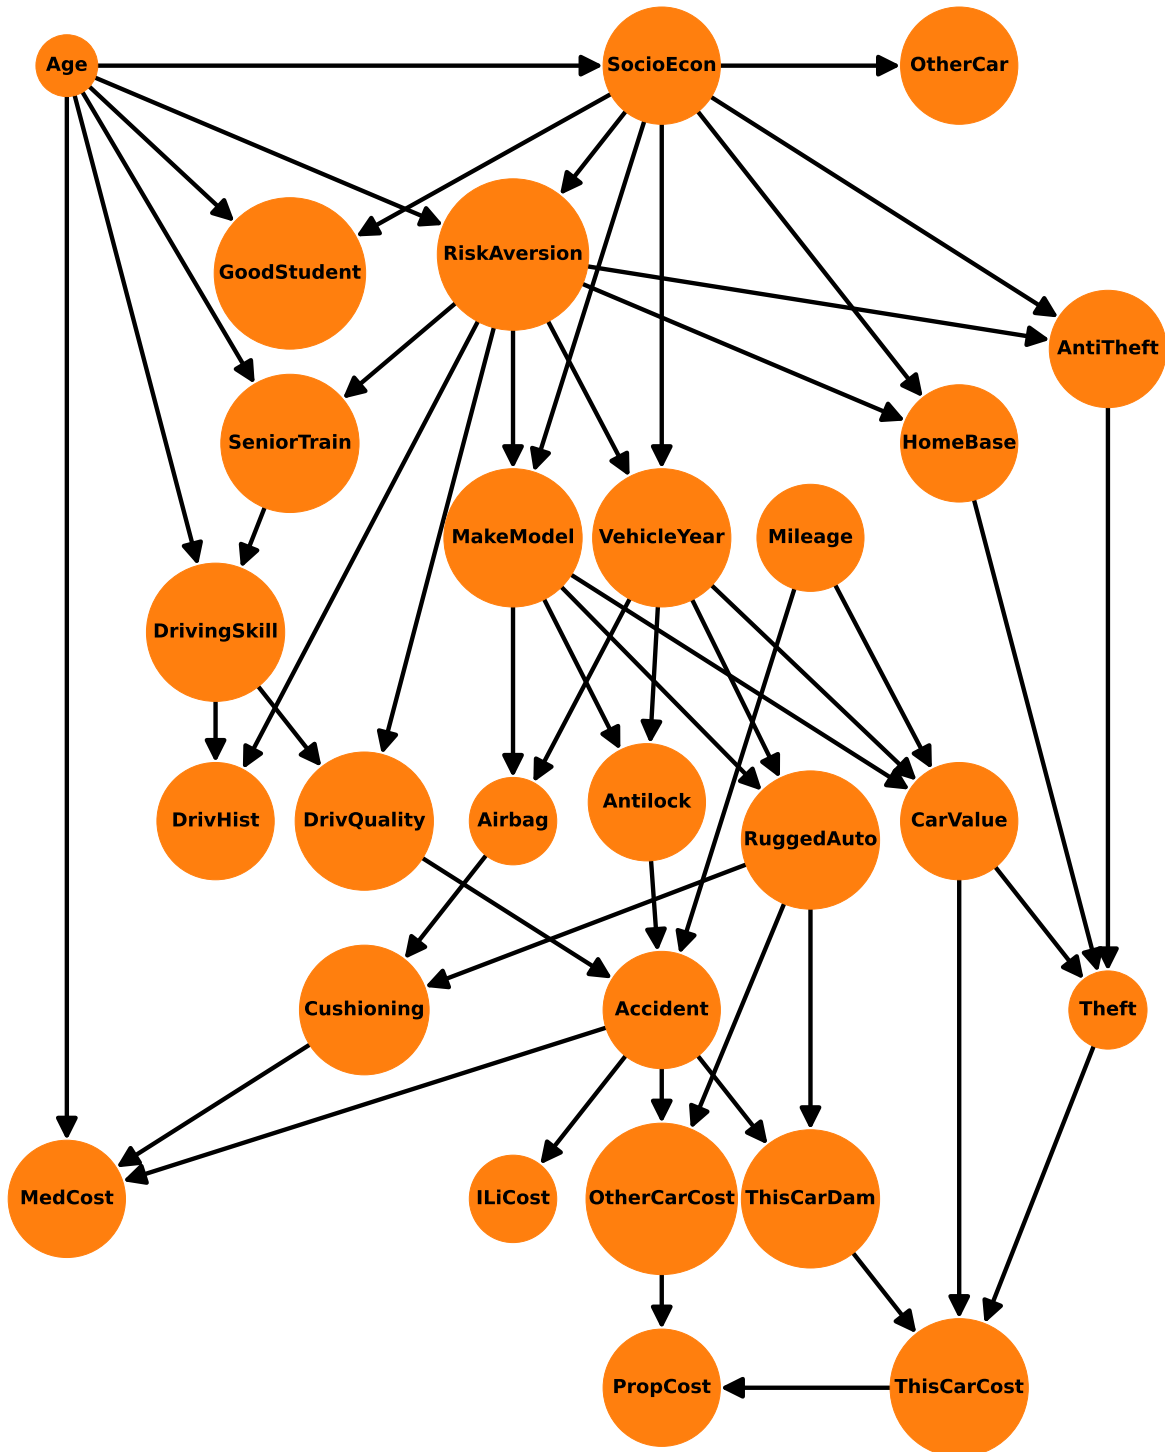 Age
SocioEcon
OtherCar
RiskAversion
GoodStudent
AntiTheft
SeniorTrain
HomeBase
MakeModel
VehicleYear
Mileage
DrivingSkill
Antilock
DrivHist
DrivQuality
Airbag
CarValue
RuggedAuto
Cushioning
Accident
Theft
MedCost
ILiCost
OtherCarCost
ThisCarDam
PropCost
ThisCarCost